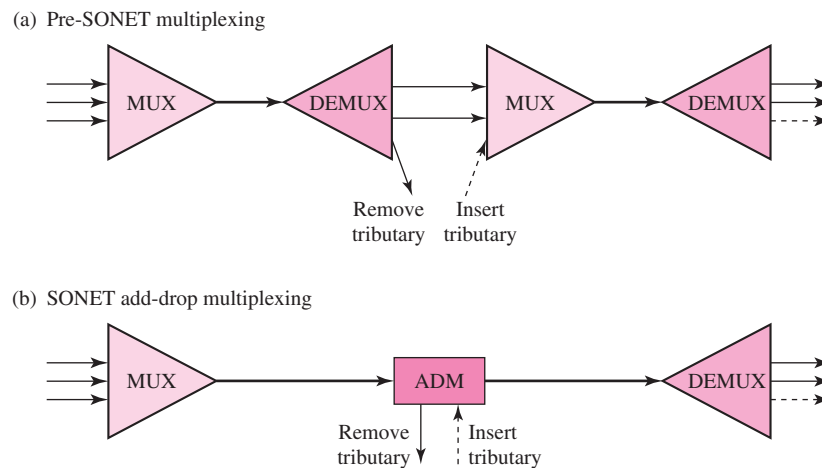 (a) Pre-SONET multiplexing
MUX
DEMUX
MUX
DEMUX
Remove
tributary
Insert
tributary
(b) SONET add-drop multiplexing
MUX
ADM
DEMUX
Remove
tributary
Insert
tributary